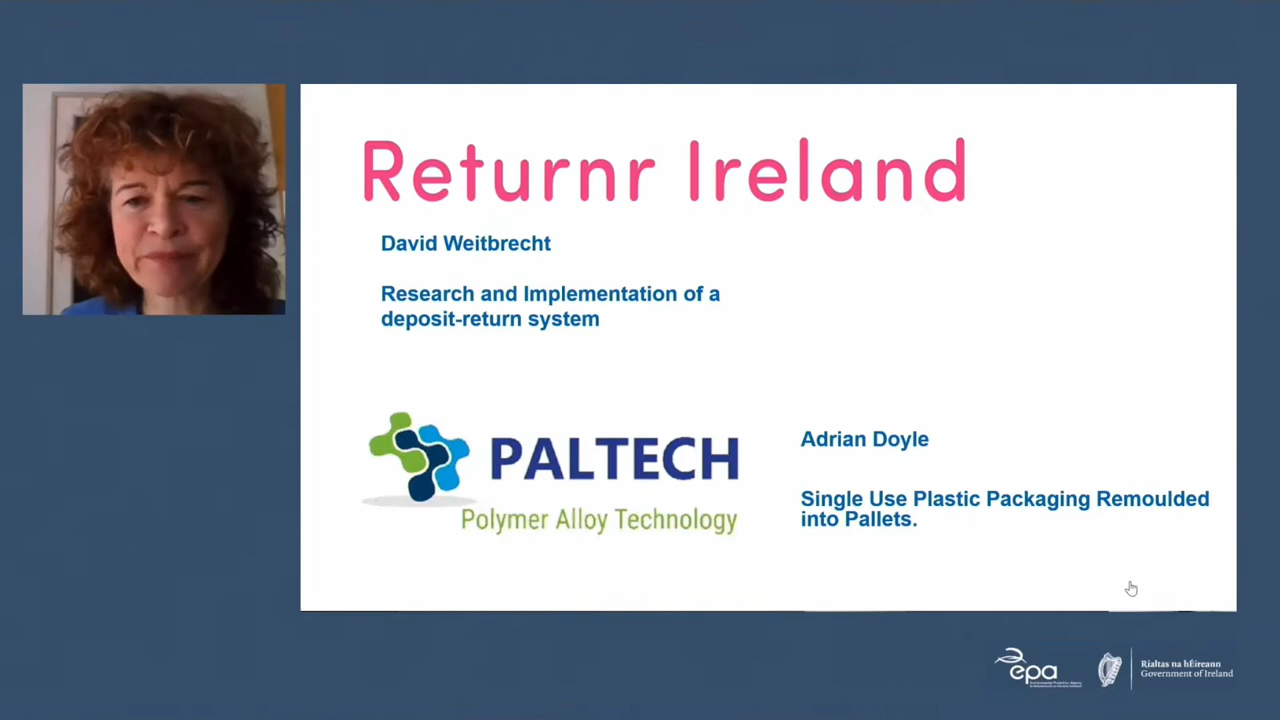 Returnr Ireland
David Weitbrecht
Research and Implementation of a
deposit-return system
PALTECH
Polymer Alloy Technology
Adrian Doyle
Single Use Plastic Packaging Remoulded
into Pallets.
epa
Rialtas na hÉireann
Government of Ireland